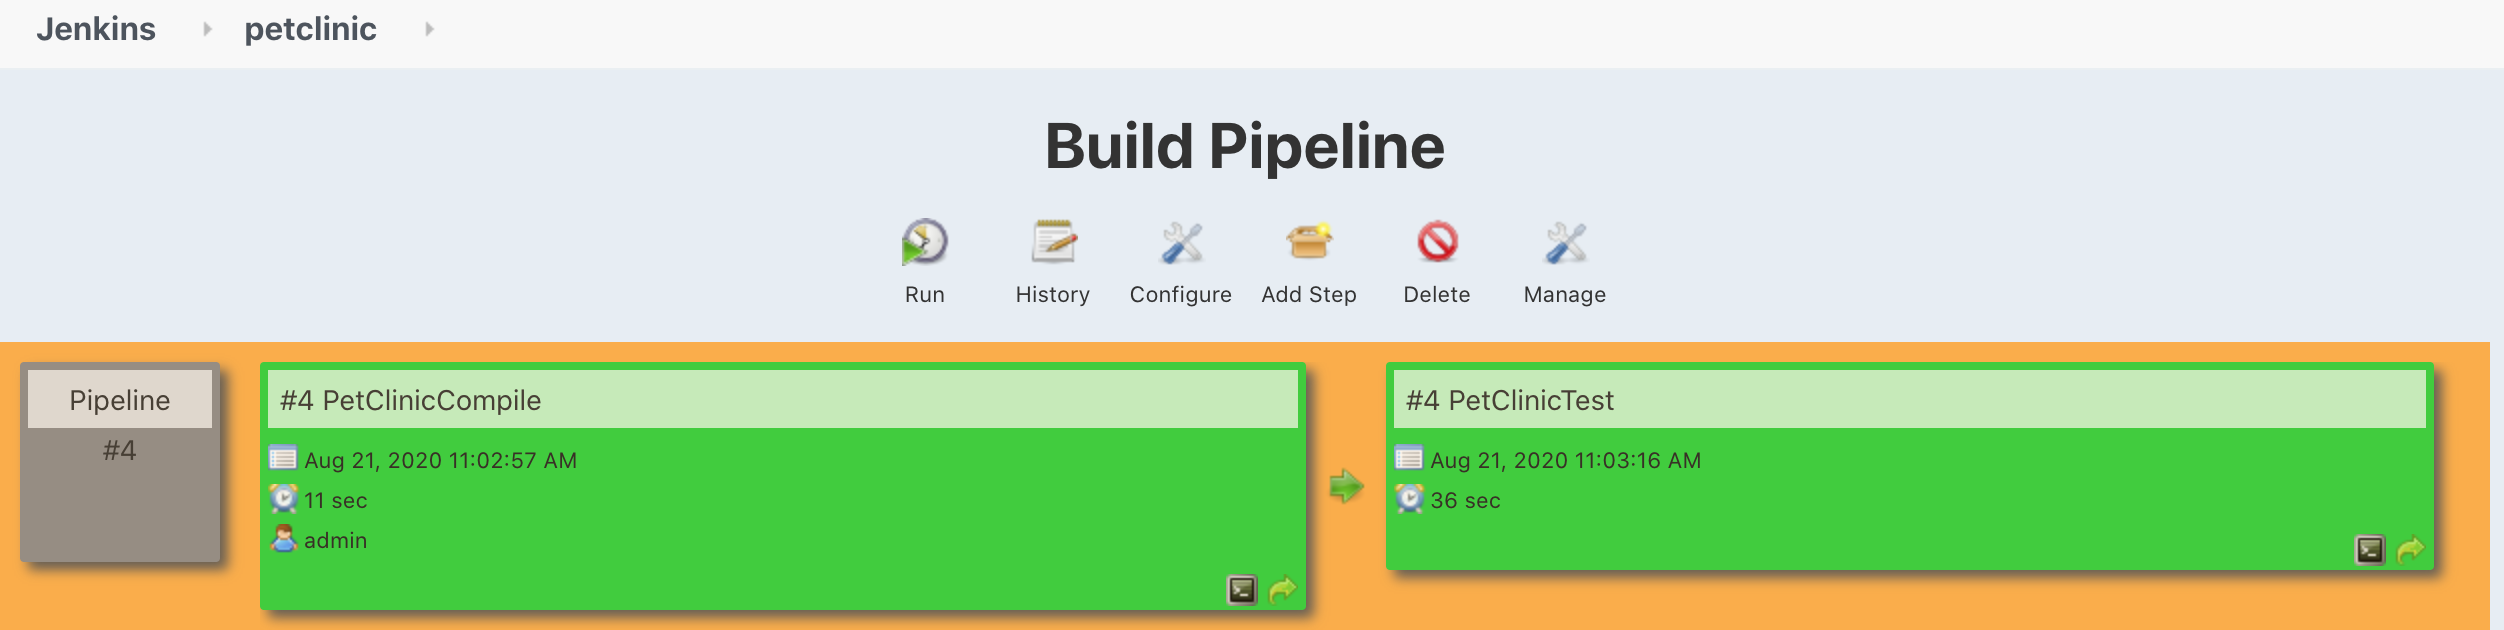 Jenkins petclinic
Build Pipeline
Run History Configure Add Step Delete Manage
Pipeline
#4
#4 PetClinicCompile
Aug 21, 2020 11:02:57 AM
11 sec
admin
#4 PetClinicTest
Aug 21, 2020 11:03:16 AM
36 sec